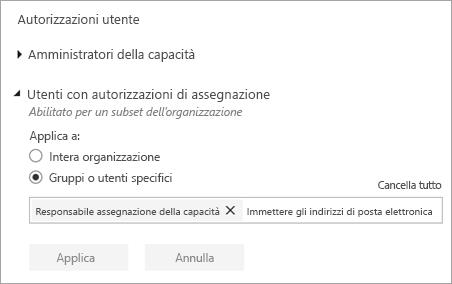 Autorizzazioni utente
Amministratori della capacità
Utenti con autorizzazioni di assegnazione
Abilitato per un subset dell'organizzazione
Applica a:
Intera organizzazione
Gruppi o utenti specifici
Cancella tutto
Responsabile assegnazione della capacità X Immettere gli indirizzi di posta elettronica
Applica Annulla